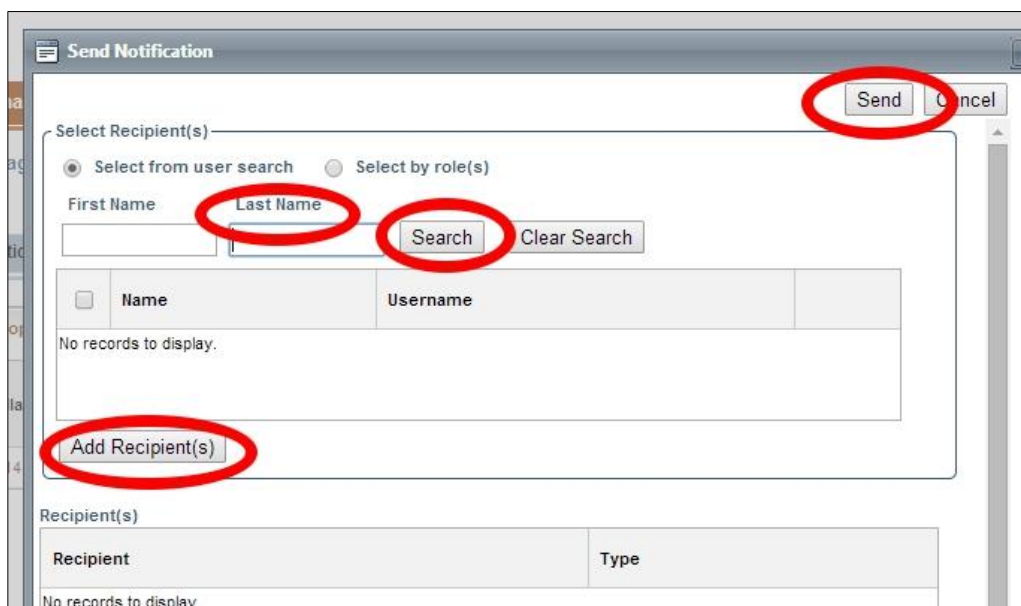 Send Notification
Send Cancel
Select Recipient(s)
Select from user search Select by role(s)
First Name Last Name
Search Clear Search
Name Username
No records to display.
Add Recipient(s)
Recipient(s)
Recipient Type
No records to display